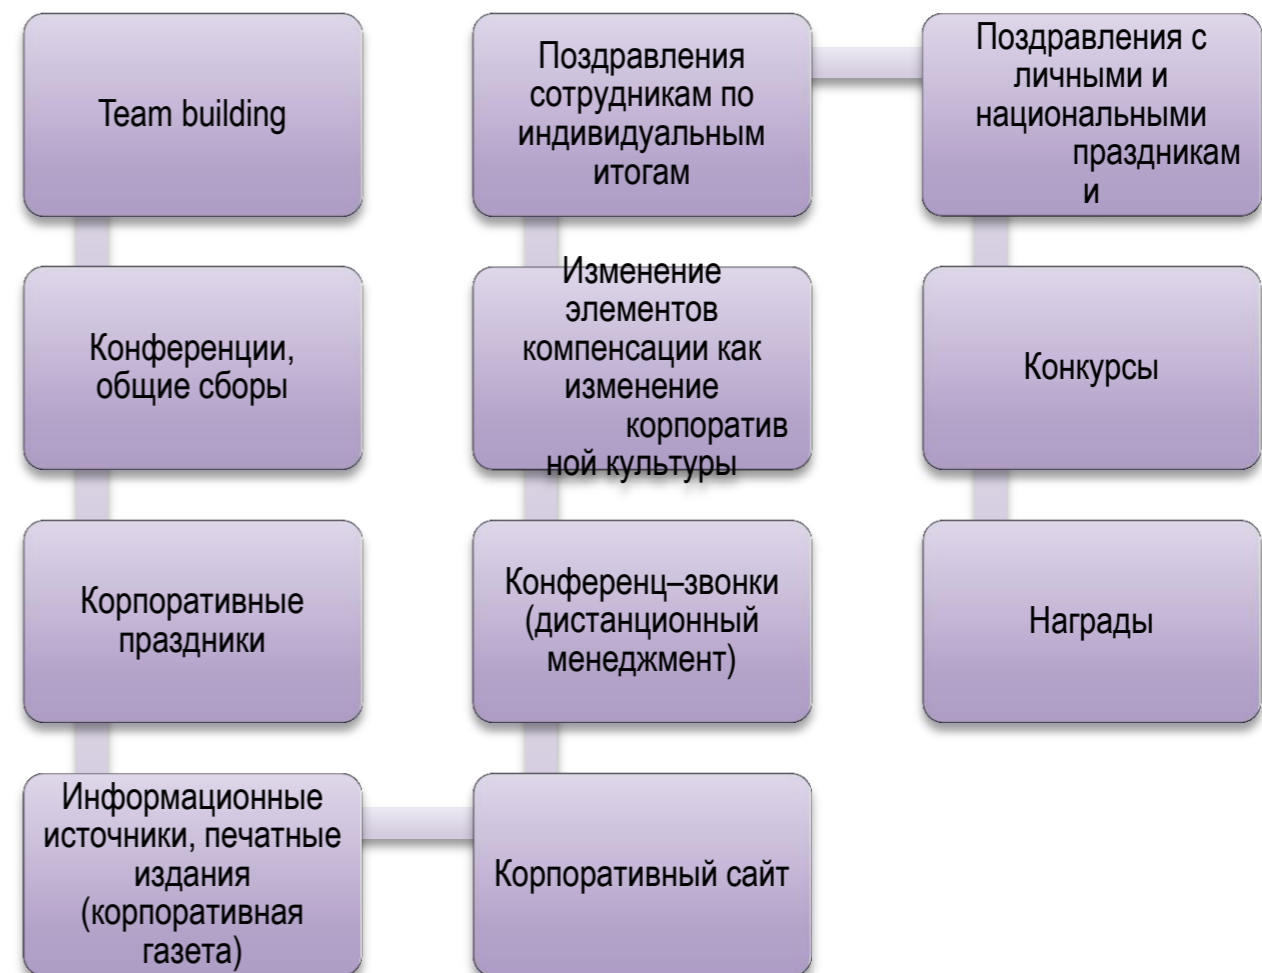 Team building
Конференции,
общие сборы
Корпоративные
праздники
Информационные
источники, печатные
издания
(корпоративная
газета)
Корпоративный сайт
Конференц–звонки
(дистанционный
менеджмент)
Изменение
элементов
компенсации как
изменение
корпоратив
ной культуры
Поздравления
сотрудникам по
индивидуальным
итогам
Поздравления с
личными и
национальными
праздникам
и
Конкурсы
Награды